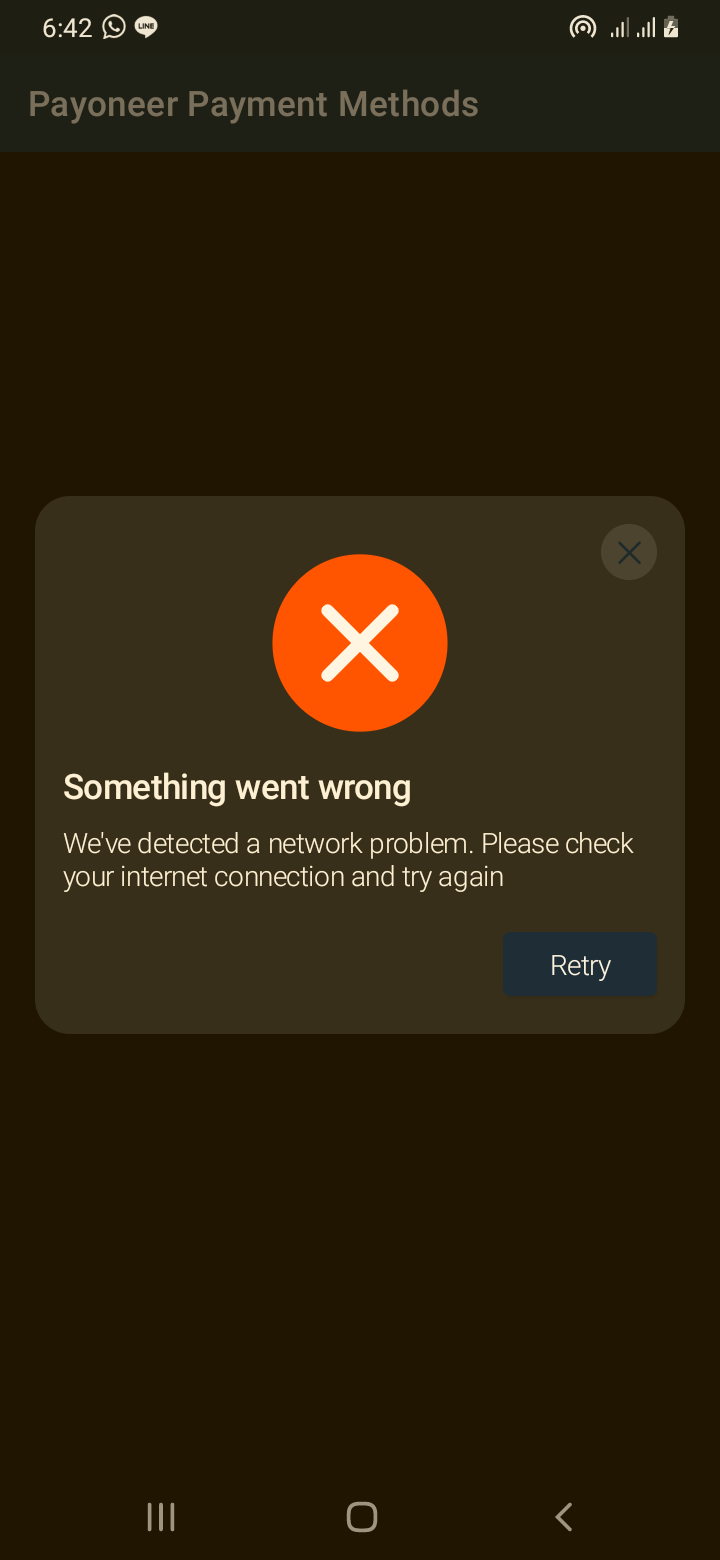 6:42 LINE
Payoneer Payment Methods
Something went wrong
We've detected a network problem. Please check
your internet connection and try again
Retry